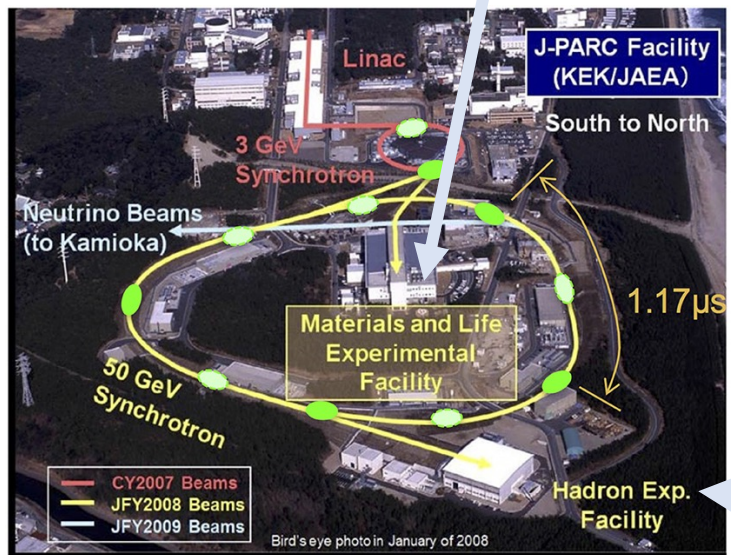 Linac
J-PARC Facility
(KEK/JAEA)
South to North
3 GeV
Synchrotron
Neutrino Beams
(to Kamioka)
1.17µs
Materials and Life
Experimental
Facility
50 GeV
Synchrotron
CY2007 Beams
JFY2008 Beams
JFY2009 Beams
Hadron Exp.
Facility
Bird's eye photo in January of 2008